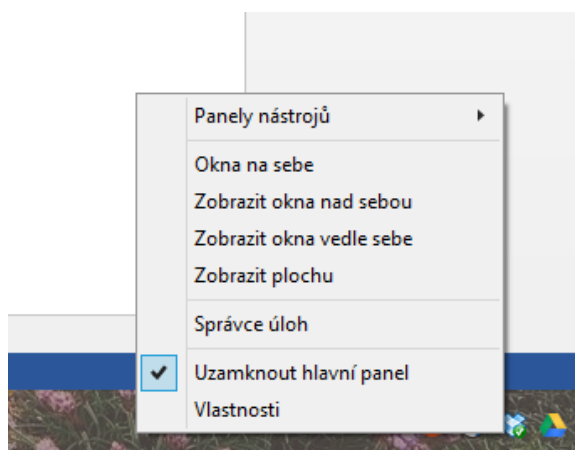 Panely nástrojů
Okna na sebe
Zobrazit okna nad sebou
Zobrazit okna vedle sebe
Zobrazit plochu
Správce úloh
Uzamknout hlavní panel
Vlastnosti